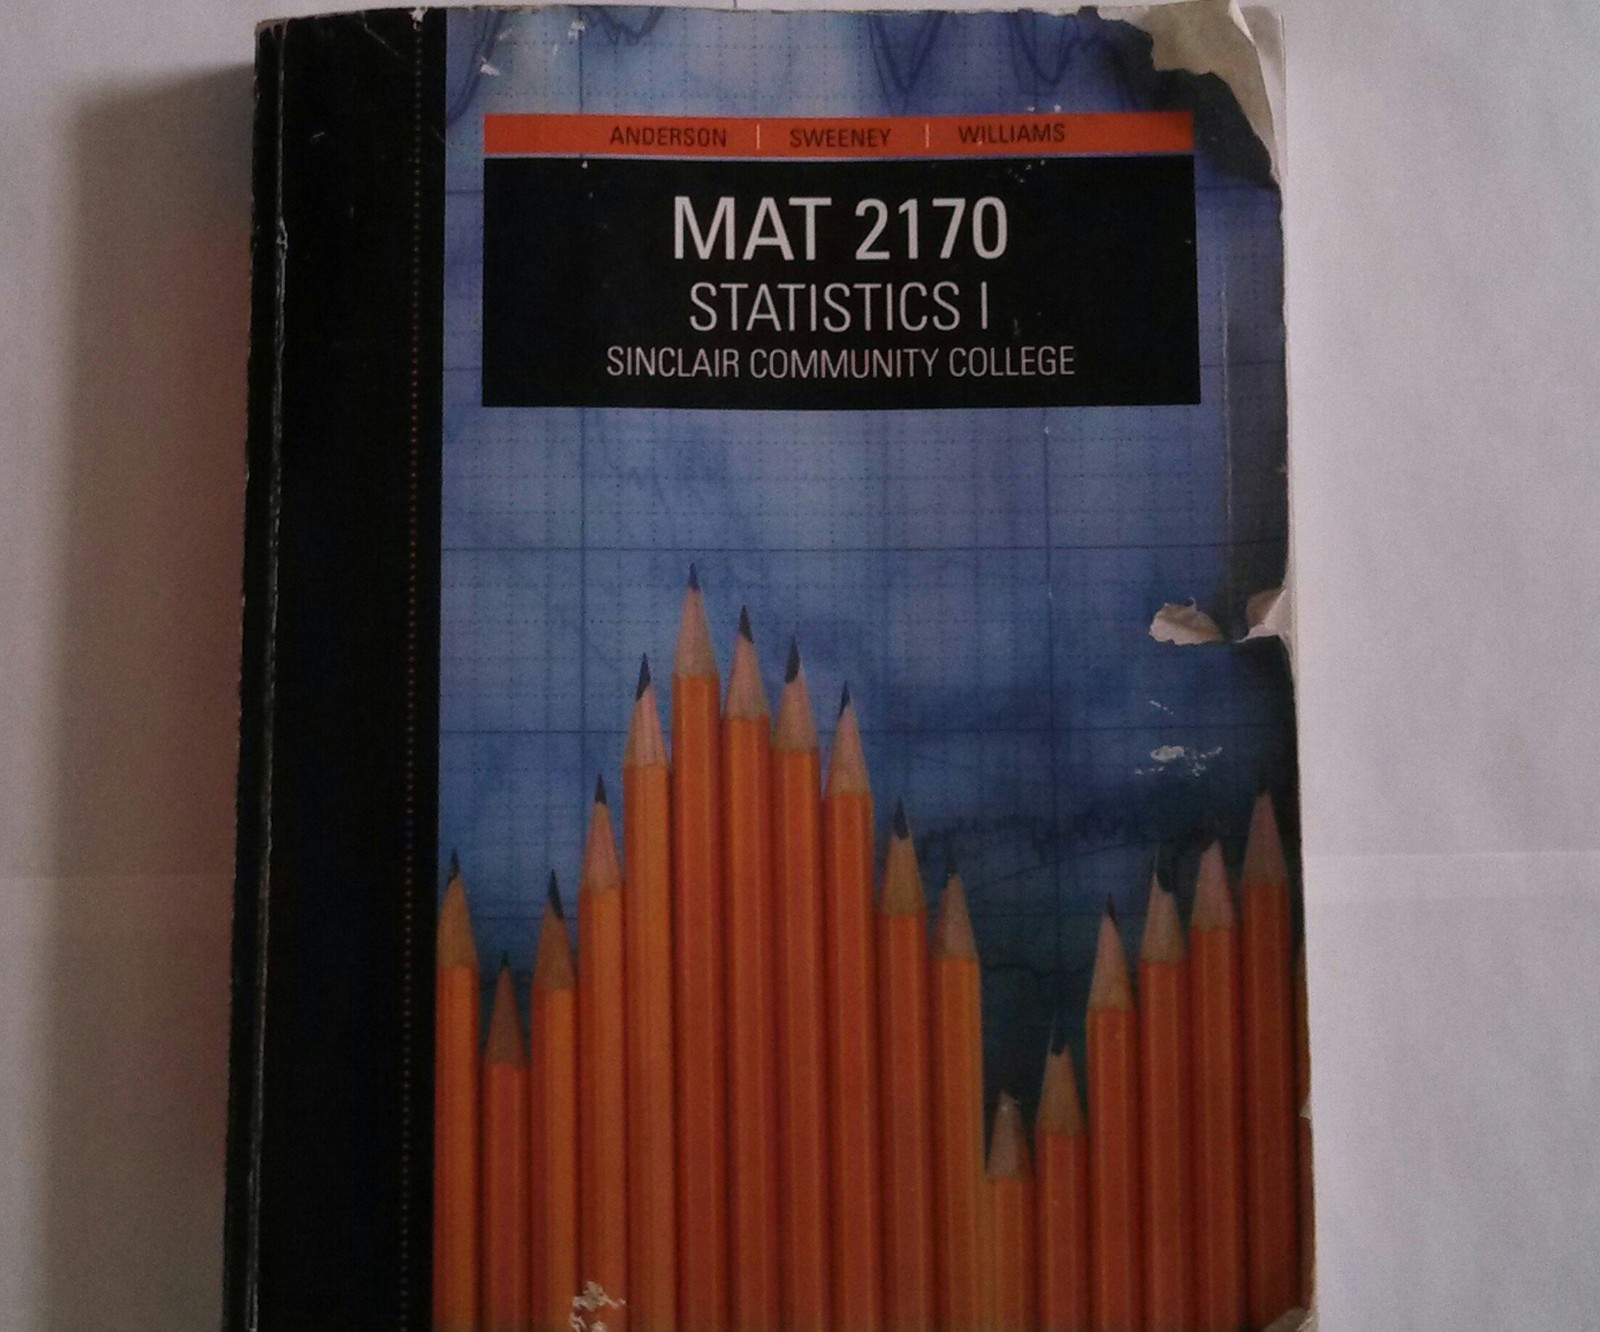 ANDERSON | SWEENEY | WILLIAMS
MAT 2170
STATISTICS I
SINCLAIR COMMUNITY COLLEGE